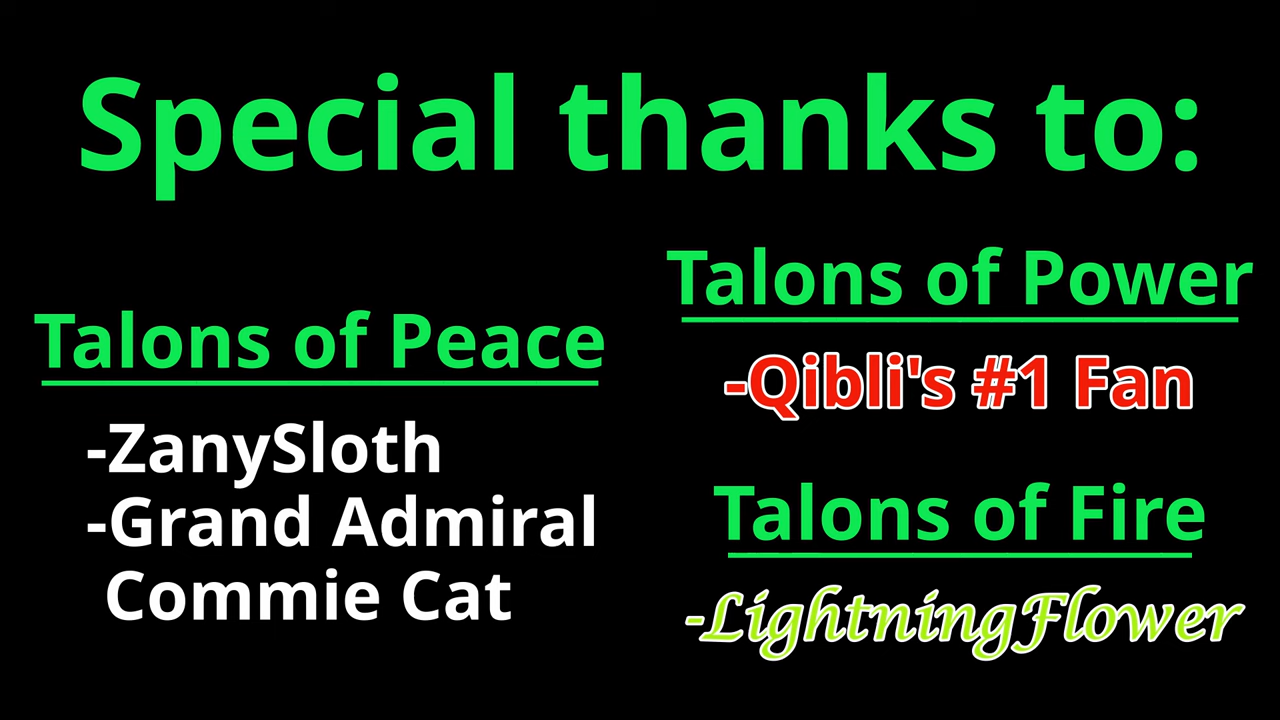 Special thanks to:
Talons of Peace
-ZanySloth
-Grand Admiral
Commie Cat
Talons of Power
-Qibli's #1 Fan
Talons of Fire
-LightningFlower